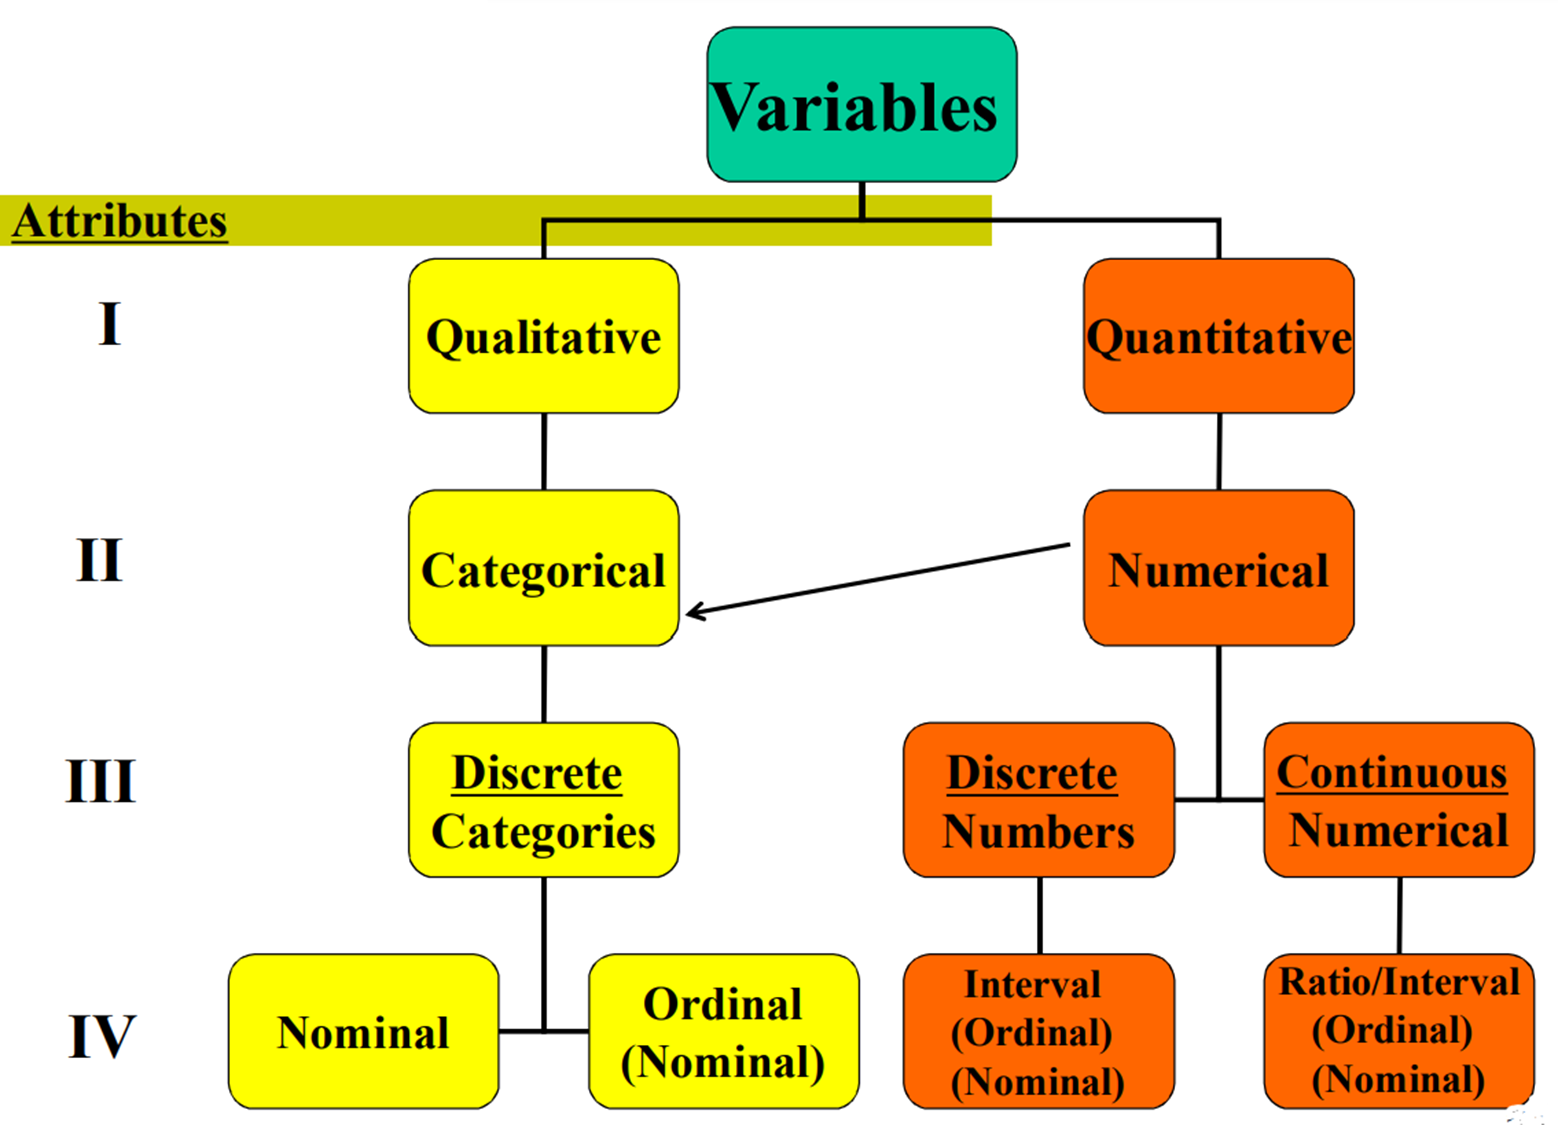 Variables
Attributes
I
Qualitative
Quantitative
II
Categorical
Numerical
III
Discrete
Categories
Discrete
Numbers
Continuous
Numerical
IV
Nominal
Ordinal
(Nominal)
Interval
(Ordinal)
(Nominal)
Ratio/Interval
(Ordinal)
(Nominal)